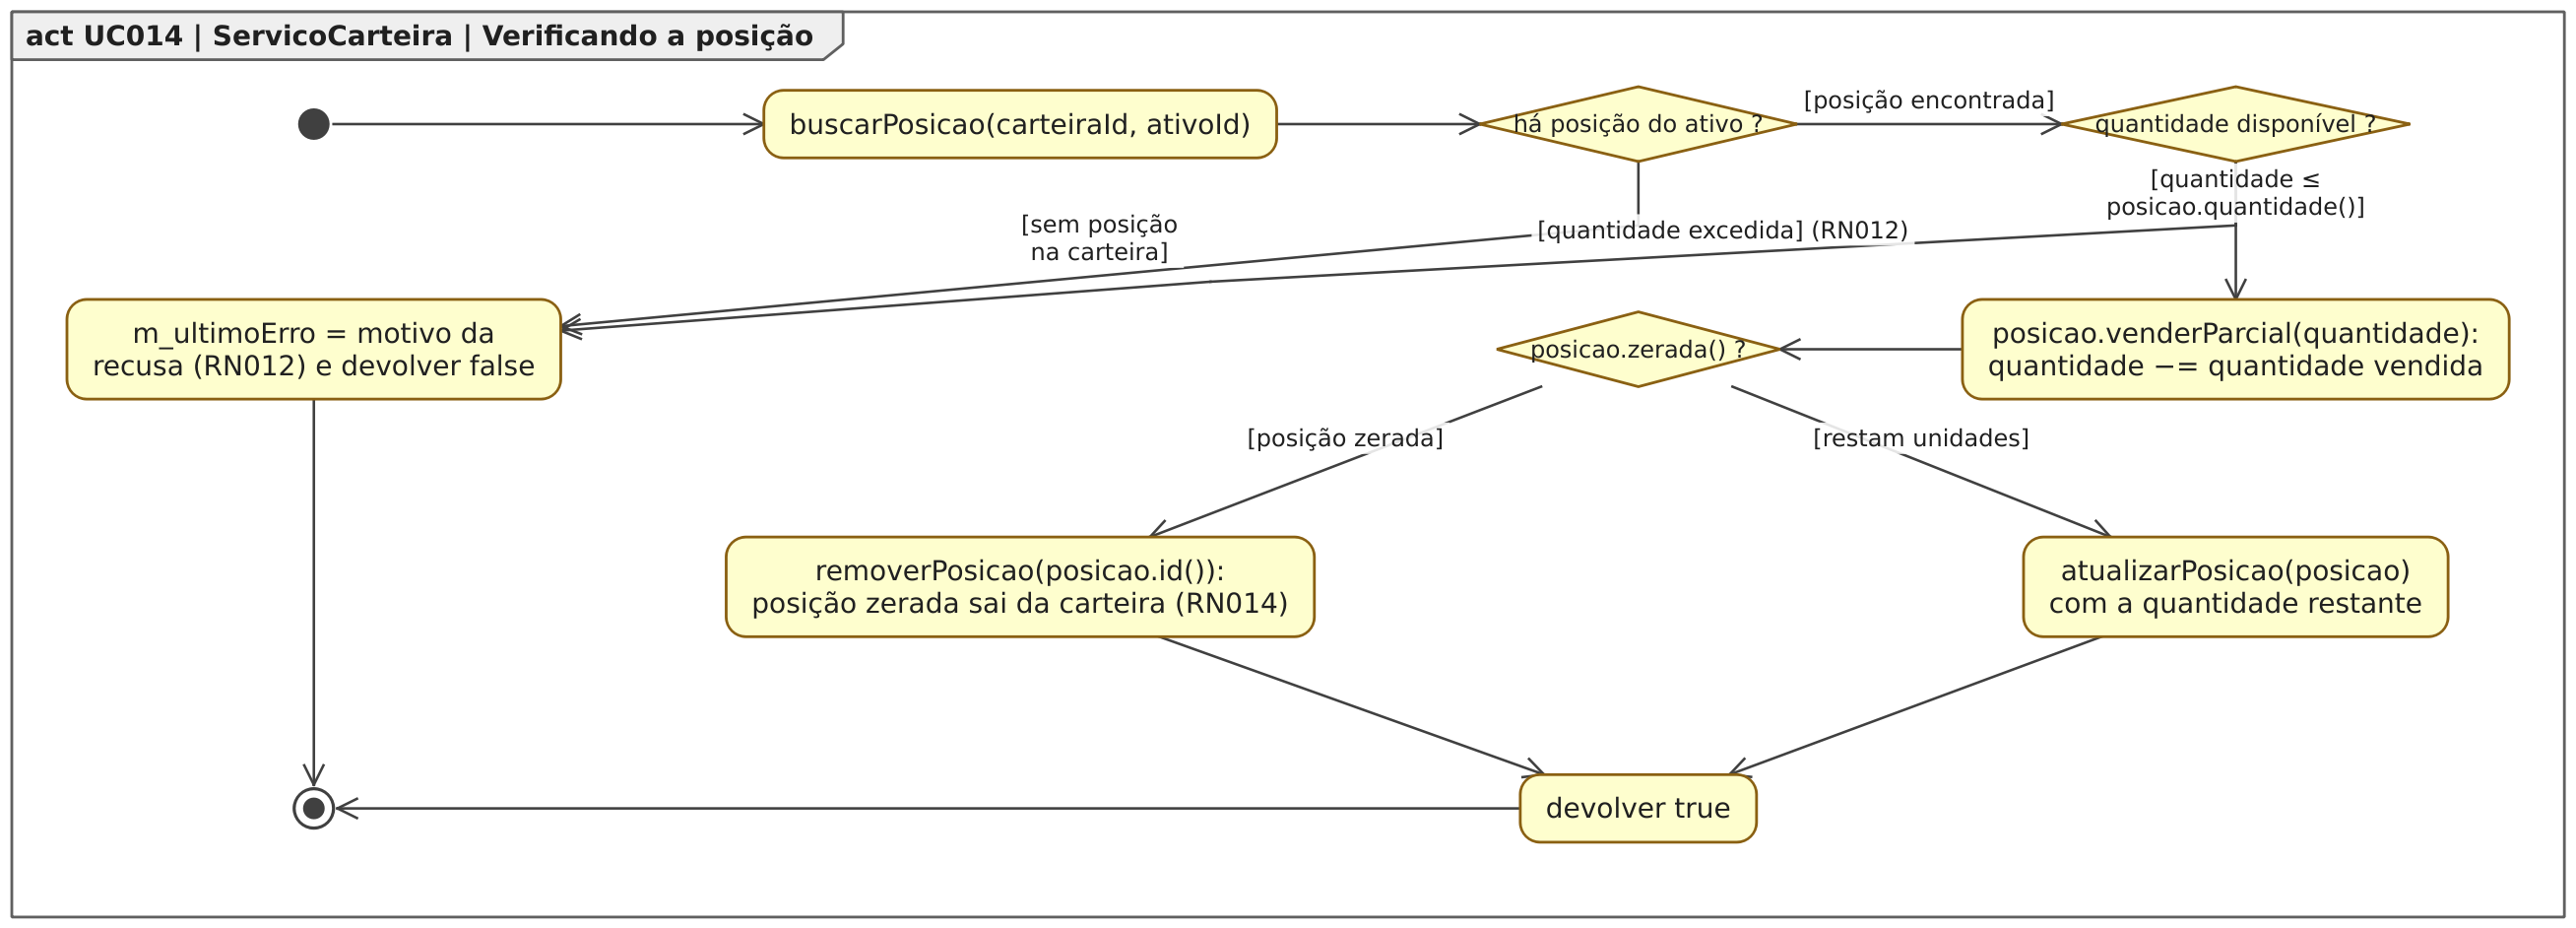 act UC014 | ServicoCarteira | Verificando a posição
buscarPosicao(carteiraId, ativoId)
há posição do ativo ?
[posição encontrada]
quantidade disponível ?
[quantidade ≤
posicao.quantidade()]
[sem posição
na carteira]
[quantidade excedida] (RN012)
m_ultimoErro = motivo da
recusa (RN012) e devolver false
posicao.zerada() ?
posicao.venderParcial(quantidade):
quantidade −= quantidade vendida
[posição zerada]
[restam unidades]
removerPosicao(posicao.id()):
posição zerada sai da carteira (RN014)
atualizarPosicao(posicao)
com a quantidade restante
devolver true